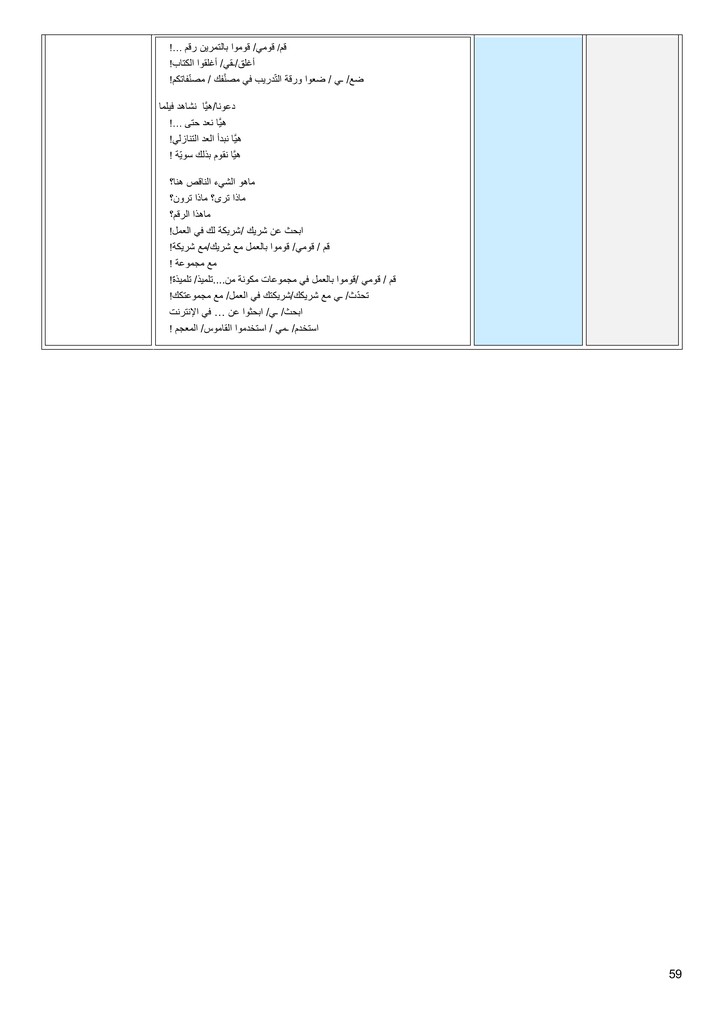 قم/ قومي/ قوموا بالتمرين رقم ...!
أغلق/ـقي/ أغلقوا الكتاب!
ضع/ ـي / ضعوا ورقة التّدريب في مصنّفك / مصنّفاتكم!
دعونا/هيَّا نشاهد فيلما
هيَّا نعد حتى ...!
هيَّا نبدأ العد التنازلي!
هيَّا نقوم بذلك سويّة !
ماهو الشيء الناقص هنا؟
ماذا ترى؟ ماذا ترون؟
ماهذا الرقم؟
ابحث عن شريك /شريكة لك في العمل!
قم / قومي/ قوموا بالعمل مع شريك/مع شريكة!
مع مجموعة !
قم / قومي /قوموا بالعمل في مجموعات مكونة من....تلميذ/ تلميذة!
تحدّث/ ـي مع شريكك/شريكتك في العمل/ مع مجموعتكك!
ابحث/ ـي/ ابحثوا عن ... في الإنترنت
استخدم/ ـمي / استخدموا القاموس/ المعجم !
59